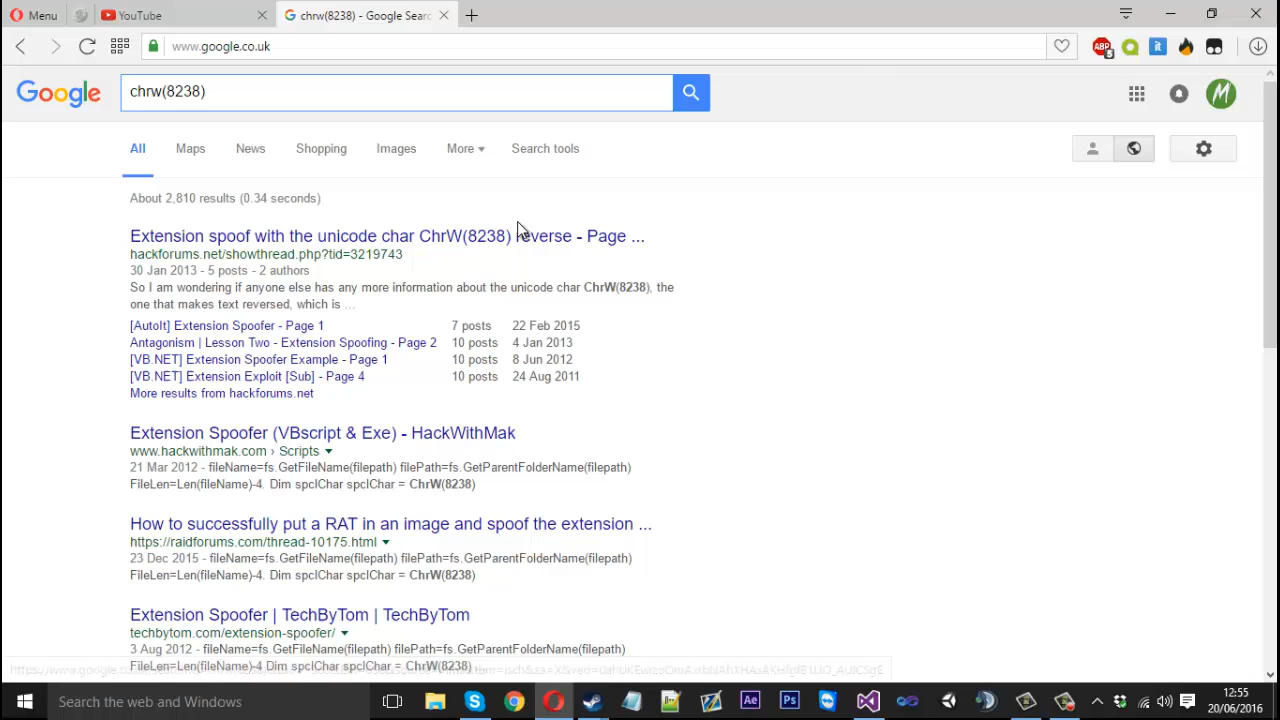 Menu
YouTube
chrw(8238) - Google Searc
www.google.co.uk
ABP
5
it
Google
chrw(8238)
M
All Maps News Shopping Images More Search tools
About 2,810 results (0.34 seconds)
Extension spoof with the unicode char ChrW(8238) reverse - Page ...
hackforums.net/showthread.php?tid=3219743
30 Jan 2013 - 5 posts - 2 authors
So I am wondering if anyone else has any more information about the unicode char ChrW(8238), the
one that makes text reversed, which is ...
[AutoIt] Extension Spoofer - Page 1 7 posts 22 Feb 2015
Antagonism | Lesson Two - Extension Spoofing - Page 2 10 posts 4 Jan 2013
[VB.NET] Extension Spoofer Example - Page 1 10 posts 8 Jun 2012
[VB.NET] Extension Exploit [Sub] - Page 4 10 posts 24 Aug 2011
More results from hackforums.net
Extension Spoofer (VBscript & Exe) - HackWithMak
www.hackwithmak.com › Scripts
21 Mar 2012 - fileName=fs.GetFileName(filepath) filePath=fs.GetParentFolderName(filepath)
FileLen=Len(fileName)-4. Dim spclChar spclChar = ChrW(8238)
How to successfully put a RAT in an image and spoof the extension ...
https://raidforums.com/thread-10175.html
23 Dec 2015 - fileName=fs.GetFileName(filepath) filePath=fs.GetParentFolderName(filepath)
FileLen=Len(fileName)-4. Dim spclChar spclChar = ChrW(8238)
Extension Spoofer | TechByTom | TechByTom
techbytom.com/extension-spoofer/
3 Aug 2012 - fileName=fs.GetFileName(filepath) filePath=fs.GetParentFolderName(filepath)
FileLen=Len(fileName)-4 Dim spclChar spclChar = ChrW(8238)
Search the web and Windows
Ae
Ps
12:55
20/06/2016